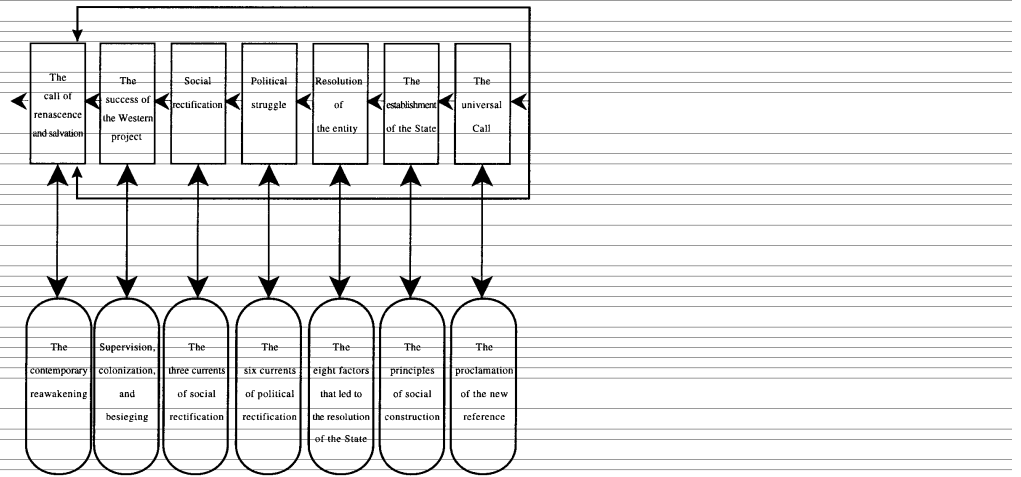 The
call of
renascence
and salvation
The
success of
the Western
project
Social
rectification
Political
struggle
Resolution
of
the entity
The
establishment
of the State
The
universal
Call
The
contemporary
reawakening
Supervision,
colonization,
and
besieging
The
three currents
of social
rectification
The
six currents
of political
rectification
The
eight factors
that led to
the resolution
of the State
The
principles
of social
construction
The
proclamation
of the new
reference